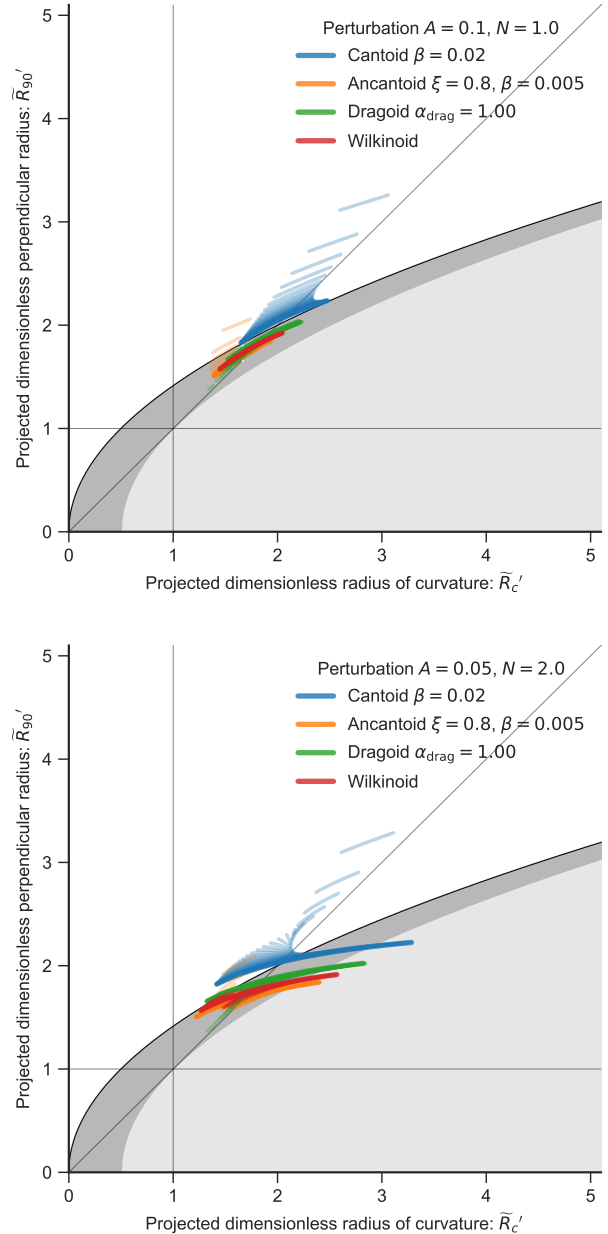 5
Perturbation A = 0.1, N = 1.0
Cantoid β = 0.02
Ancantoid ξ = 0.8, β = 0.005
Dragoid α_drag = 1.00
Wilkinoid
4
3
2
1
0
Projected dimensionless perpendicular radius: R̃₉₀′
0 1 2 3 4 5
Projected dimensionless radius of curvature: R̃_c′
5
Perturbation A = 0.05, N = 2.0
Cantoid β = 0.02
Ancantoid ξ = 0.8, β = 0.005
Dragoid α_drag = 1.00
Wilkinoid
4
3
2
1
0
Projected dimensionless perpendicular radius: R̃₉₀′
0 1 2 3 4 5
Projected dimensionless radius of curvature: R̃_c′